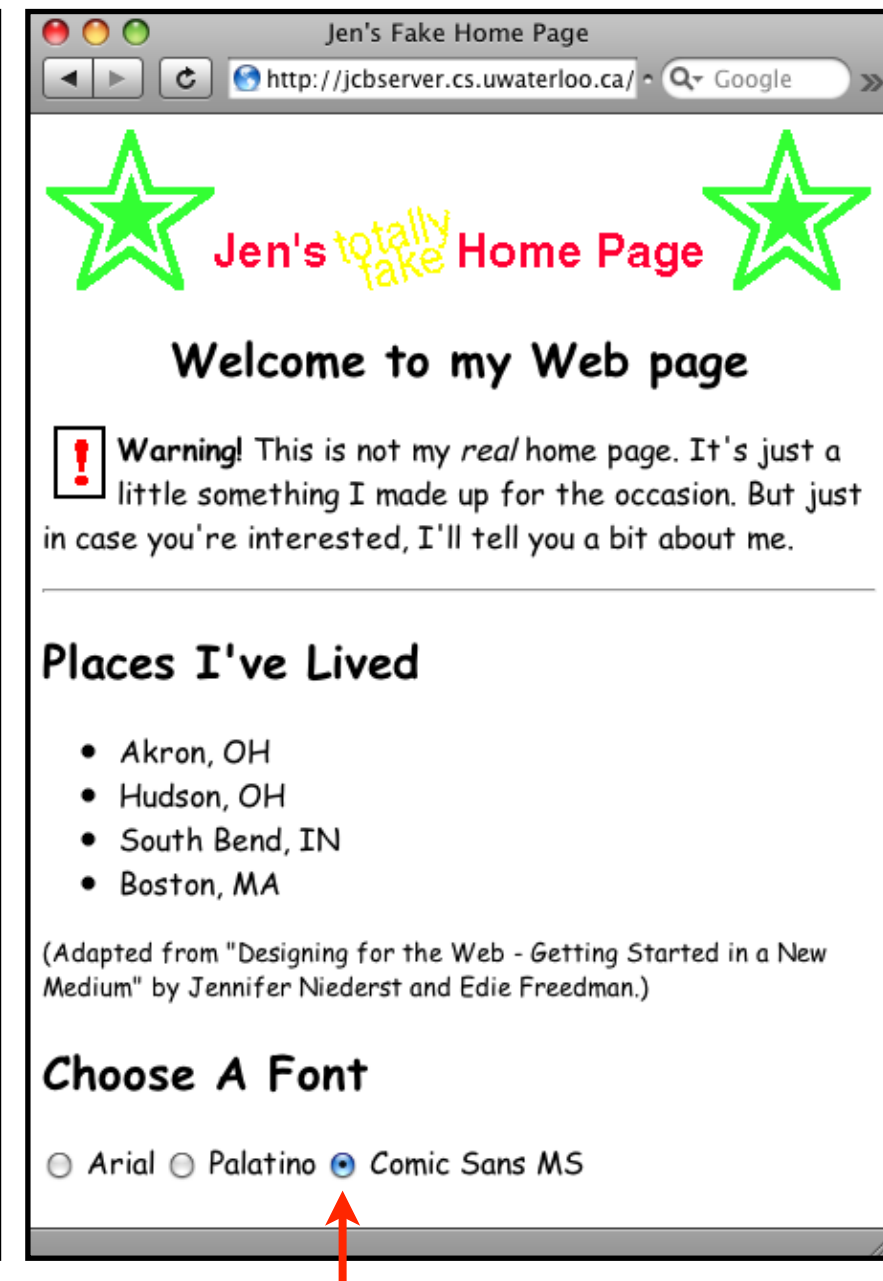 Jen's Fake Home Page
http://jcbserver.cs.uwaterloo.ca/ Google
Jen's totally fake Home Page
Welcome to my Web page
! Warning! This is not my real home page. It's just a
little something I made up for the occasion. But just
in case you're interested, I'll tell you a bit about me.
Places I've Lived
• Akron, OH
• Hudson, OH
• South Bend, IN
• Boston, MA
(Adapted from "Designing for the Web - Getting Started in a New
Medium" by Jennifer Niederst and Edie Freedman.)
Choose A Font
Arial Palatino Comic Sans MS